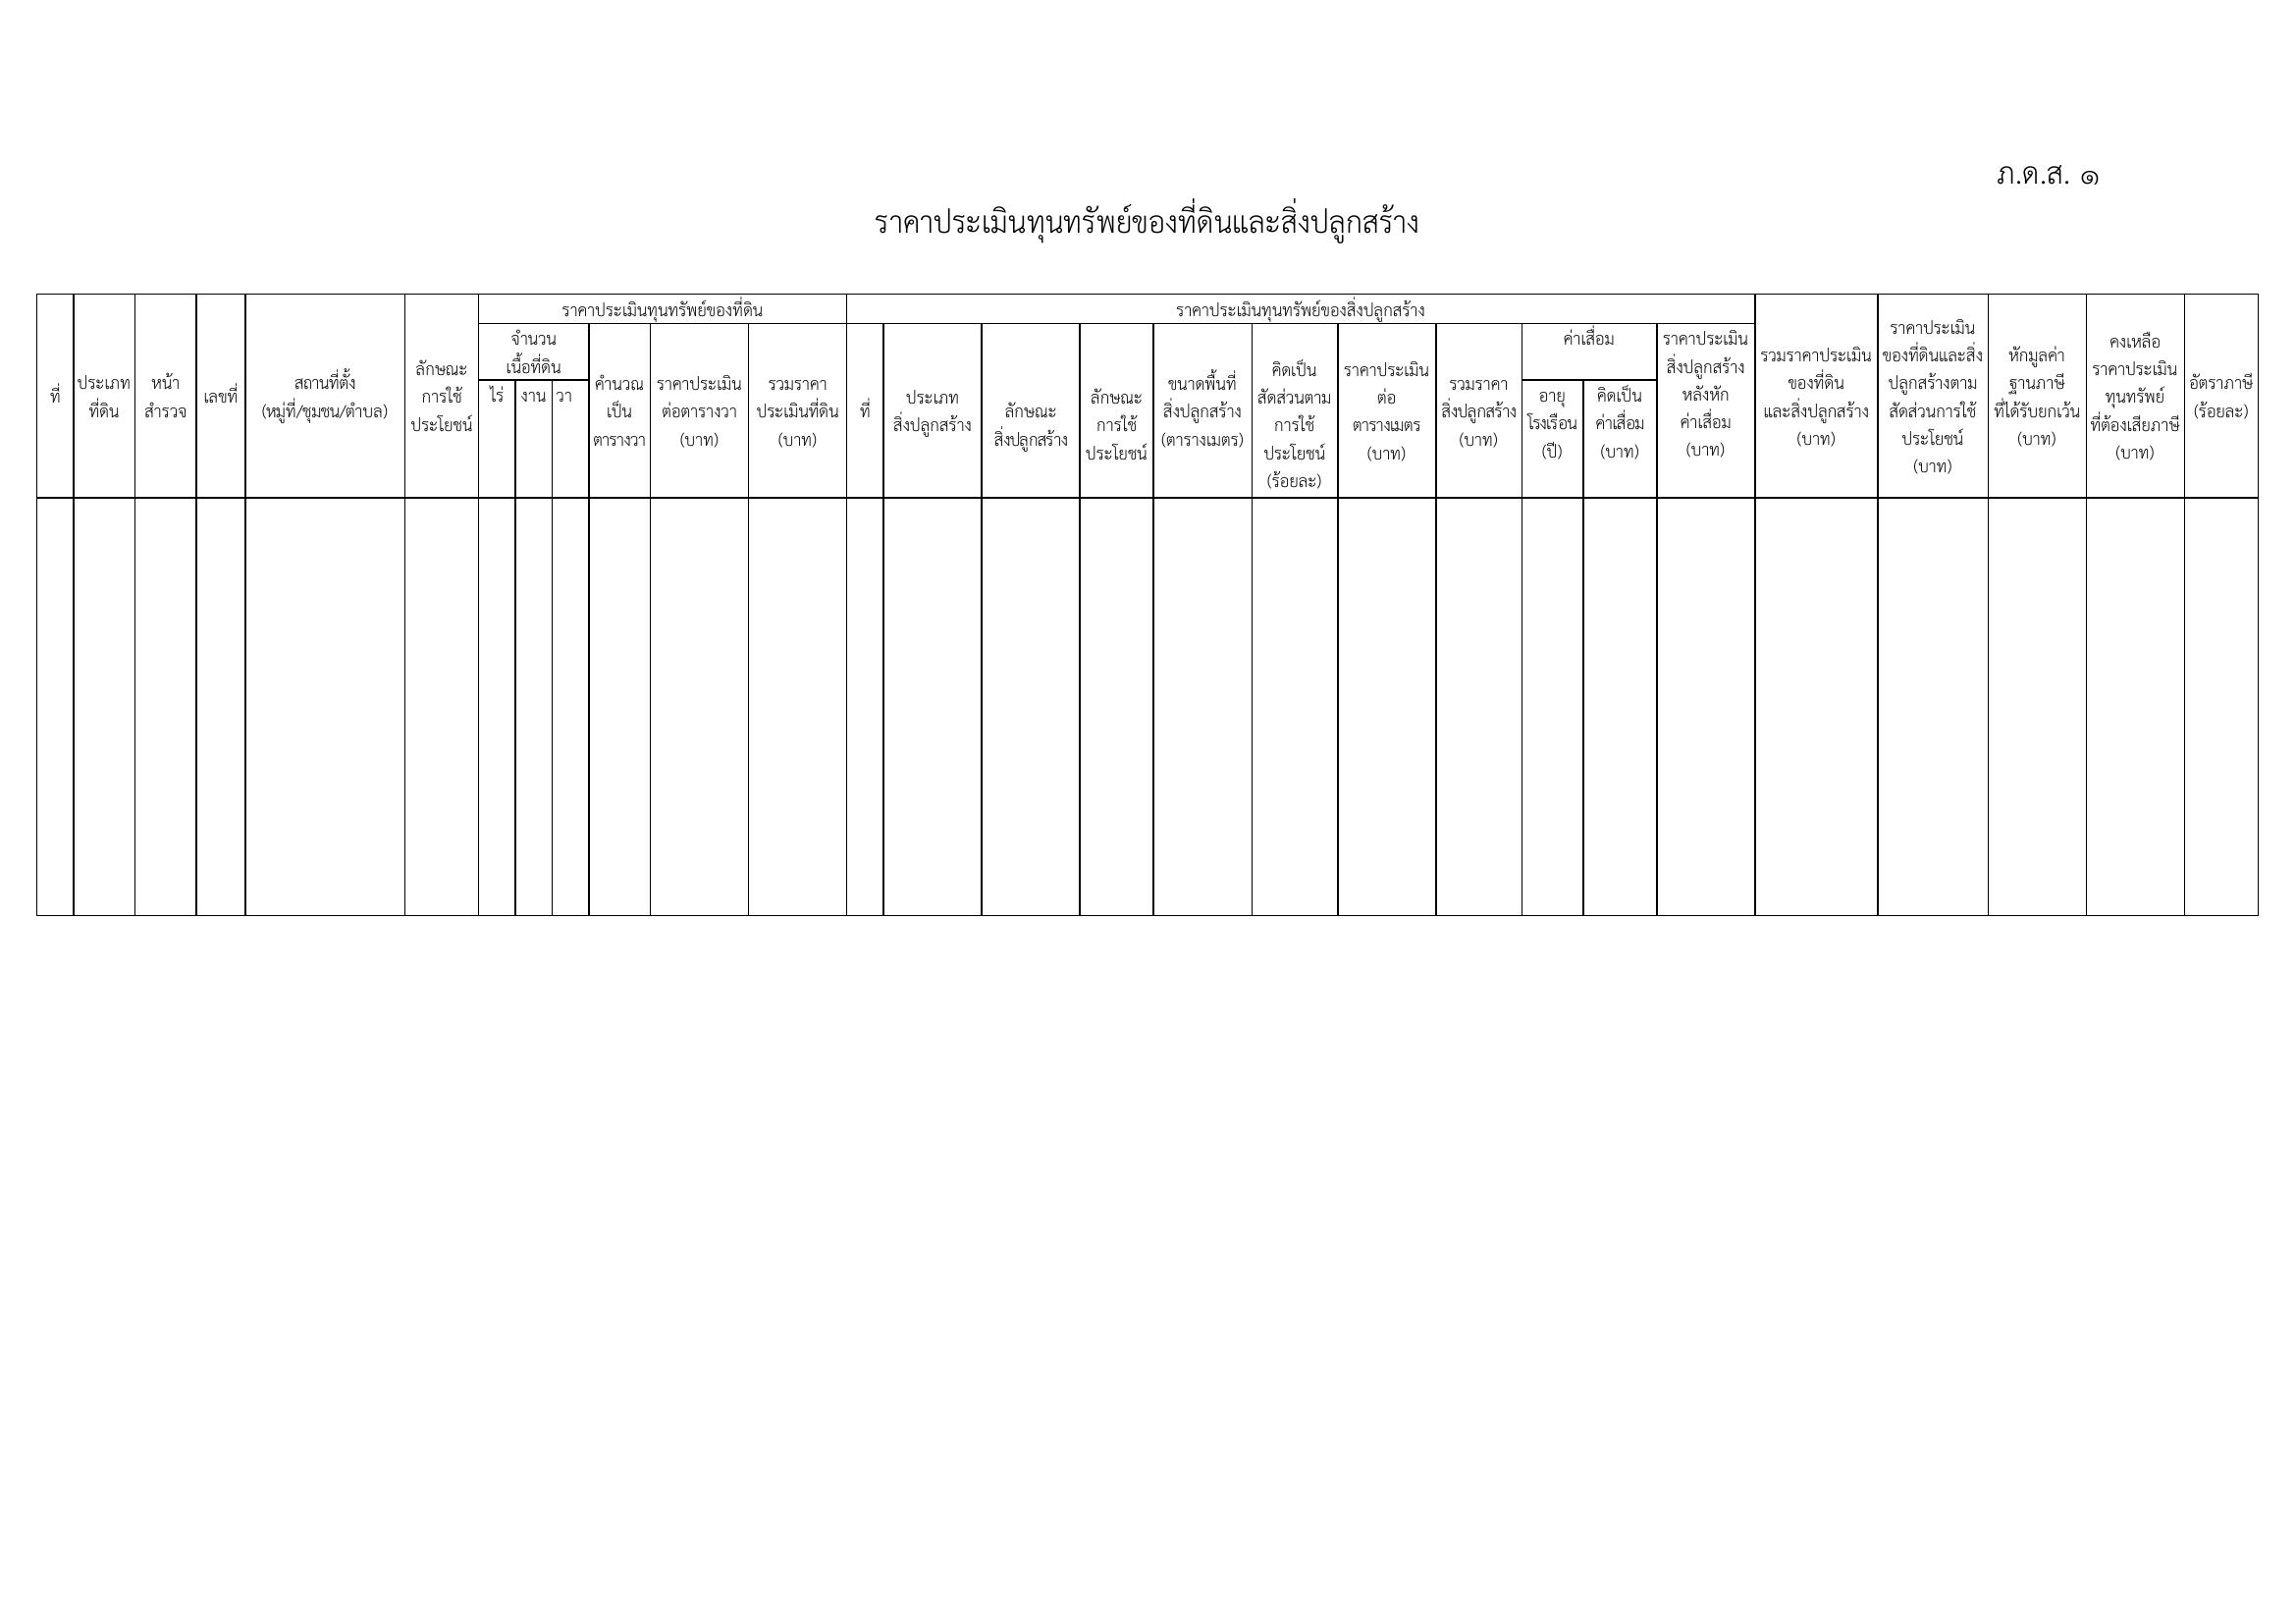 ภ.ด.ส. ๑
ราคาประเมินทุนทรัพย์ของที่ดินและสิ่งปลูกสร้าง
ที่
ประเภท
ที่ดิน
หน้า
สำรวจ
เลขที่
สถานที่ตั้ง
(หมู่ที่/ชุมชน/ตำบล)
ลักษณะ
การใช้
ประโยชน์
ราคาประเมินทุนทรัพย์ของที่ดิน
จำนวน
เนื้อที่ดิน
ไร่
งาน
วา
คำนวณ
เป็น
ตารางวา
ราคาประเมิน
ต่อตารางวา
(บาท)
รวมราคา
ประเมินที่ดิน
(บาท)
ราคาประเมินทุนทรัพย์ของสิ่งปลูกสร้าง
ที่
ประเภท
สิ่งปลูกสร้าง
ลักษณะ
สิ่งปลูกสร้าง
ลักษณะ
การใช้
ประโยชน์
ขนาดพื้นที่
สิ่งปลูกสร้าง
(ตารางเมตร)
คิดเป็น
สัดส่วนตาม
การใช้
ประโยชน์
(ร้อยละ)
ราคาประเมิน
ต่อ
ตารางเมตร
(บาท)
รวมราคา
สิ่งปลูกสร้าง
(บาท)
ค่าเสื่อม
อายุ
โรงเรือน
(ปี)
คิดเป็น
ค่าเสื่อม
(บาท)
ราคาประเมิน
สิ่งปลูกสร้าง
หลังหัก
ค่าเสื่อม
(บาท)
รวมราคาประเมิน
ของที่ดิน
และสิ่งปลูกสร้าง
(บาท)
ราคาประเมิน
ของที่ดินและสิ่ง
ปลูกสร้างตาม
สัดส่วนการใช้
ประโยชน์
(บาท)
หักมูลค่า
ฐานภาษี
ที่ได้รับยกเว้น
(บาท)
คงเหลือ
ราคาประเมิน
ทุนทรัพย์
ที่ต้องเสียภาษี
(บาท)
อัตราภาษี
(ร้อยละ)